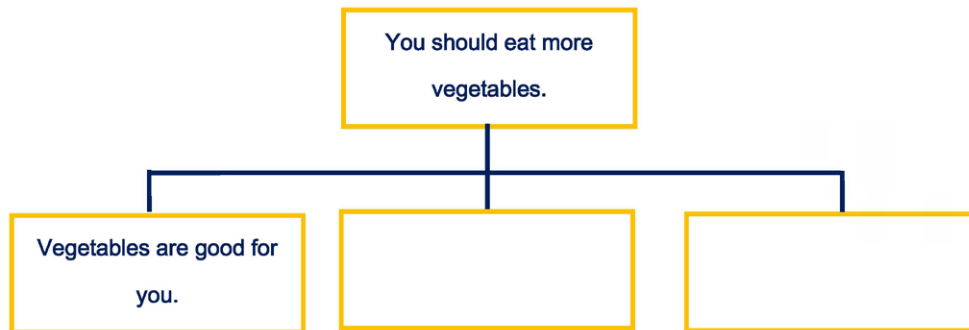 You should eat more
vegetables.
Vegetables are good for
you.